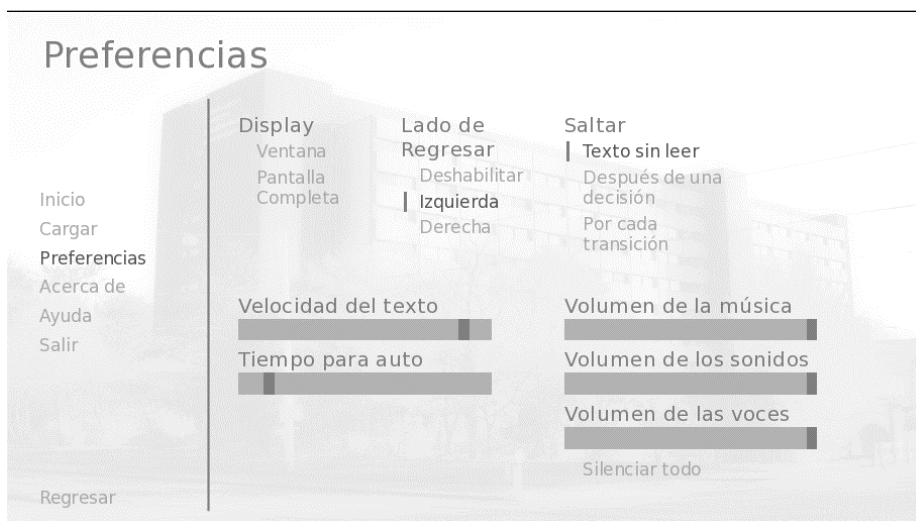 Preferencias
Inicio
Cargar
Preferencias
Acerca de
Ayuda
Salir
Regresar
Display
Ventana
Pantalla
Completa
Lado de
Regresar
Deshabilitar
Izquierda
Derecha
Saltar
Texto sin leer
Después de una
decisión
Por cada
transición
Velocidad del texto
Tiempo para auto
Volumen de la música
Volumen de los sonidos
Volumen de las voces
Silenciar todo